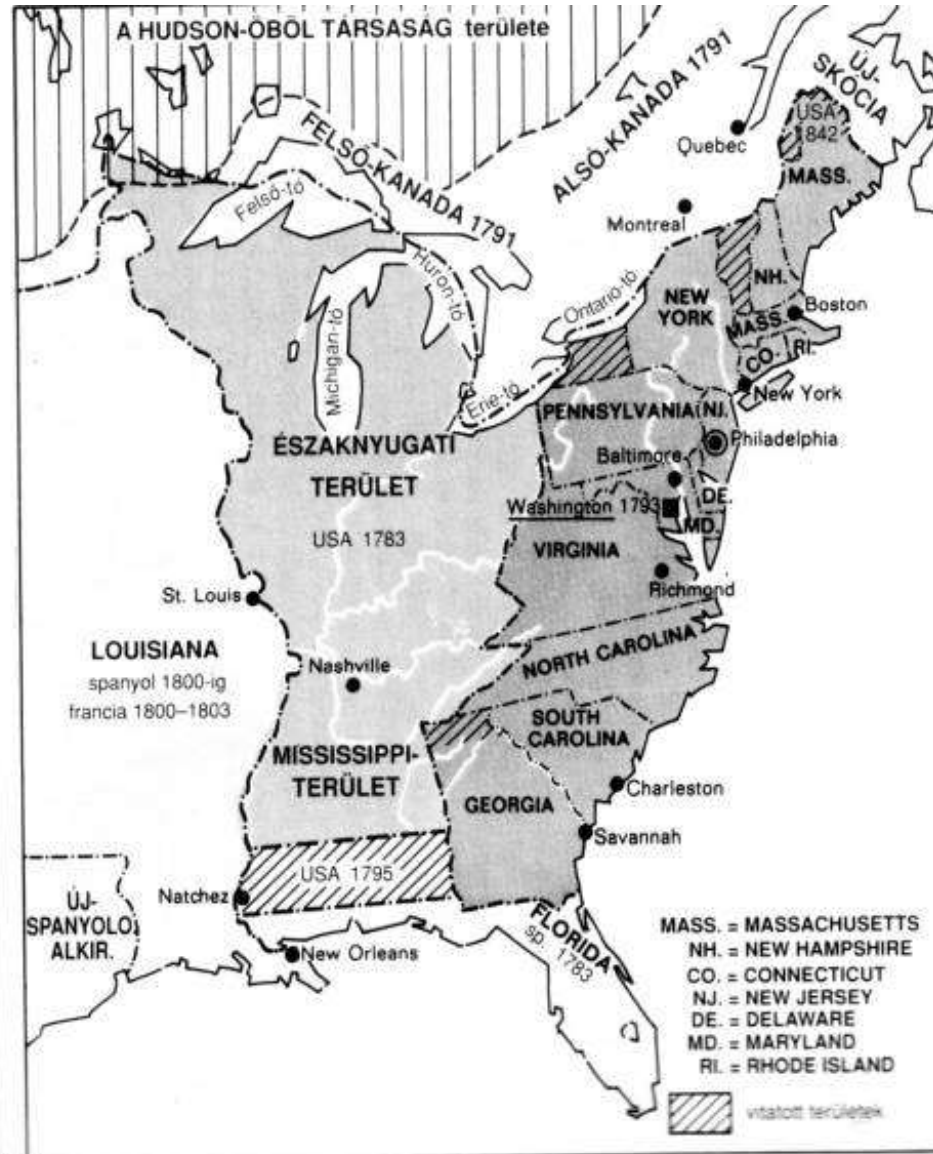 A HUDSON-ÖBÖL TÁRSASÁG területe
FELSŐ-KANADA 1791
ALSÓ-KANADA 1791
ÚJ-
SKÓCIA
USA
842
MASS.
Quebec
Montreal
Felső-tó
Huron-tó
Michigan-tó
Ontario-tó
Erie-tó
NEW
YORK
NH.
MASS.
Boston
CO.
RI.
New York
PENNSYLVANIA
NJ.
Philadelphia
Baltimore
DE.
MD.
Washington 1793
VIRGINIA
Richmond
ÉSZAKNYUGATI
TERÜLET
USA 1783
St. Louis
LOUISIANA
spanyol 1800-ig
francia 1800–1803
Nashville
NORTH CAROLINA
SOUTH
CAROLINA
MISSISSIPPI-
TERÜLET
GEORGIA
Charleston
Savannah
USA 1795
Natchez
ÚJ-
SPANYOLO.
ALKIR.
New Orleans
FLORIDA
sp. 1783
MASS. = MASSACHUSETTS
NH. = NEW HAMPSHIRE
CO. = CONNECTICUT
NJ. = NEW JERSEY
DE. = DELAWARE
MD. = MARYLAND
RI. = RHODE ISLAND
vitatott területek